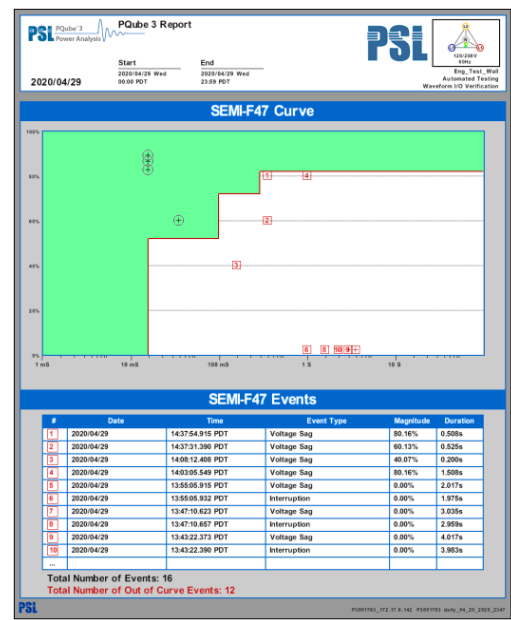 PSL PQube 3 Power Analysis
PQube 3 Report
PSL
120/208V
60Hz
Start End
2020/04/29 Wed 2020/04/29 Wed
00:00 PDT 23:59 PDT
2020/04/29
Eng_Test_Wall
Automated Testing
Waveform I/O Verification
SEMI-F47 Curve
100%
80%
60%
40%
20%
0%
1 4
2
3
6 8 10 9
1 mS 10 mS 100 mS 1 S 10 S
SEMI-F47 Events
# Date Time Event Type Magnitude Duration
1 2020/04/29 14:37:54.915 PDT Voltage Sag 80.16% 0.508s
2 2020/04/29 14:37:31.390 PDT Voltage Sag 60.13% 0.525s
3 2020/04/29 14:08:12.408 PDT Voltage Sag 40.07% 0.200s
4 2020/04/29 14:03:05.549 PDT Voltage Sag 80.16% 1.508s
5 2020/04/29 13:55:05.915 PDT Voltage Sag 0.00% 2.017s
6 2020/04/29 13:55:05.932 PDT Interruption 0.00% 1.975s
7 2020/04/29 13:47:10.623 PDT Voltage Sag 0.00% 3.035s
8 2020/04/29 13:47:10.657 PDT Voltage Sag 0.00% 2.959s
9 2020/04/29 13:43:22.373 PDT Voltage Sag 0.00% 4.017s
10 2020/04/29 13:43:22.390 PDT Interruption 0.00% 3.983s
...
Total Number of Events: 16
Total Number of Out of Curve Events: 12
PSL